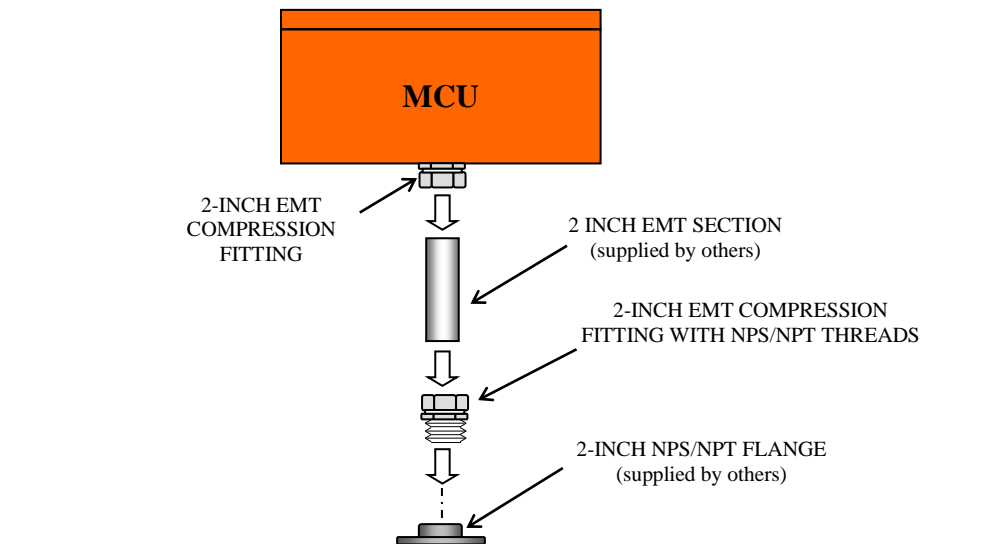 MCU
2-INCH EMT
COMPRESSION
FITTING
2 INCH EMT SECTION
(supplied by others)
2-INCH EMT COMPRESSION
FITTING WITH NPS/NPT THREADS
2-INCH NPS/NPT FLANGE
(supplied by others)